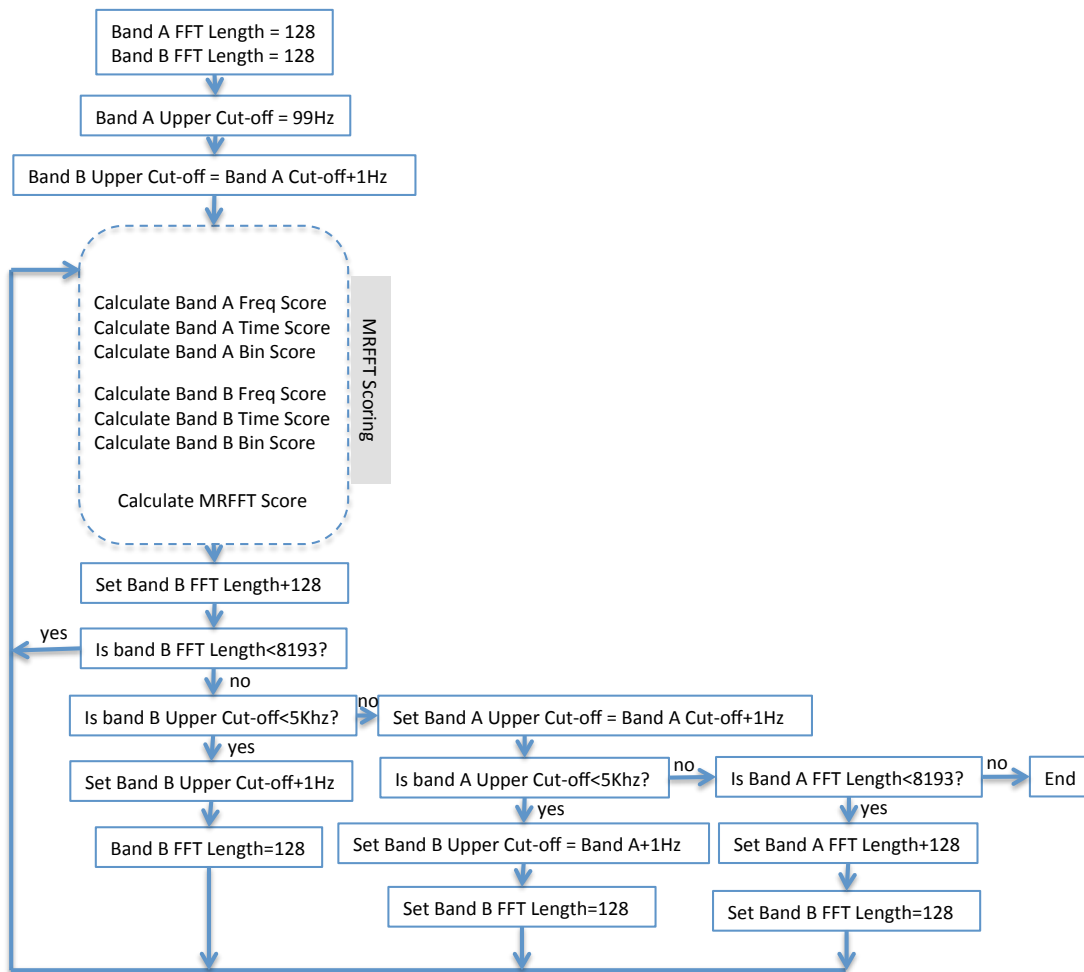 Band A FFT Length = 128
Band B FFT Length = 128
Band A Upper Cut-off = 99Hz
Band B Upper Cut-off = Band A Cut-off+1Hz
Calculate Band A Freq Score
Calculate Band A Time Score
Calculate Band A Bin Score
Calculate Band B Freq Score
Calculate Band B Time Score
Calculate Band B Bin Score
Calculate MRFFT Score
MRFFT Scoring
Set Band B FFT Length+128
yes
Is band B FFT Length<8193?
no
Is band B Upper Cut-off<5Khz?
no
Set Band A Upper Cut-off = Band A Cut-off+1Hz
yes
Set Band B Upper Cut-off+1Hz
Is band A Upper Cut-off<5Khz?
no
Is Band A FFT Length<8193?
no
End
yes
yes
Band B FFT Length=128
Set Band B Upper Cut-off = Band A+1Hz
Set Band A FFT Length+128
Set Band B FFT Length=128
Set Band B FFT Length=128